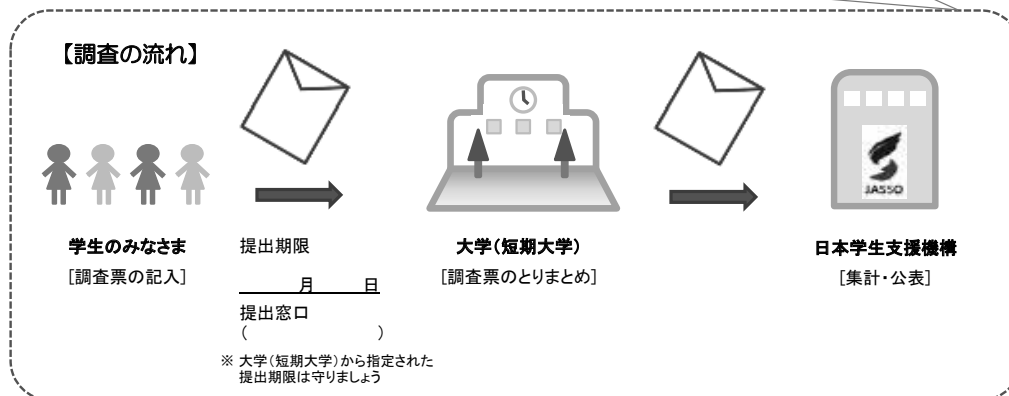 【調査の流れ】
JASSO
学生のみなさま
[調査票の記入]
提出期限
月　　日
提出窓口
(　　　　　　　　)
※ 大学(短期大学)から指定された
提出期限は守りましょう
大学(短期大学)
[調査票のとりまとめ]
日本学生支援機構
[集計・公表]